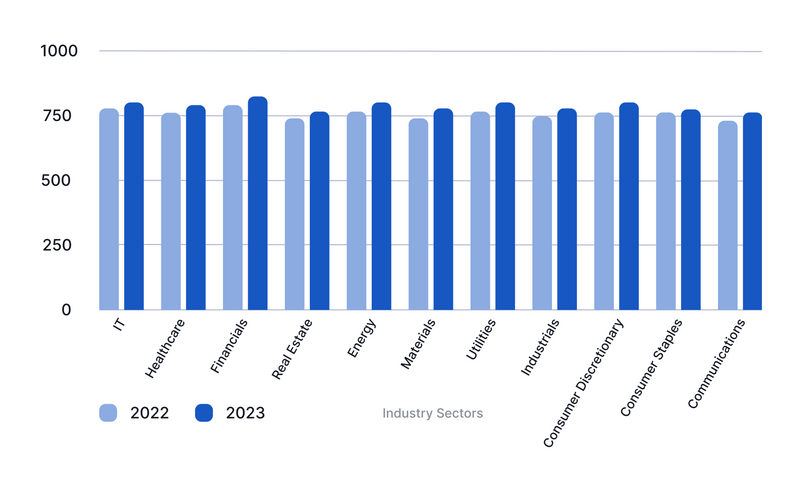 1000
750
500
250
0
IT
Healthcare
Financials
Real Estate
Energy
Materials
Utilities
Industrials
Consumer Discretionary
Consumer Staples
Communications
2022
2023
Industry Sectors